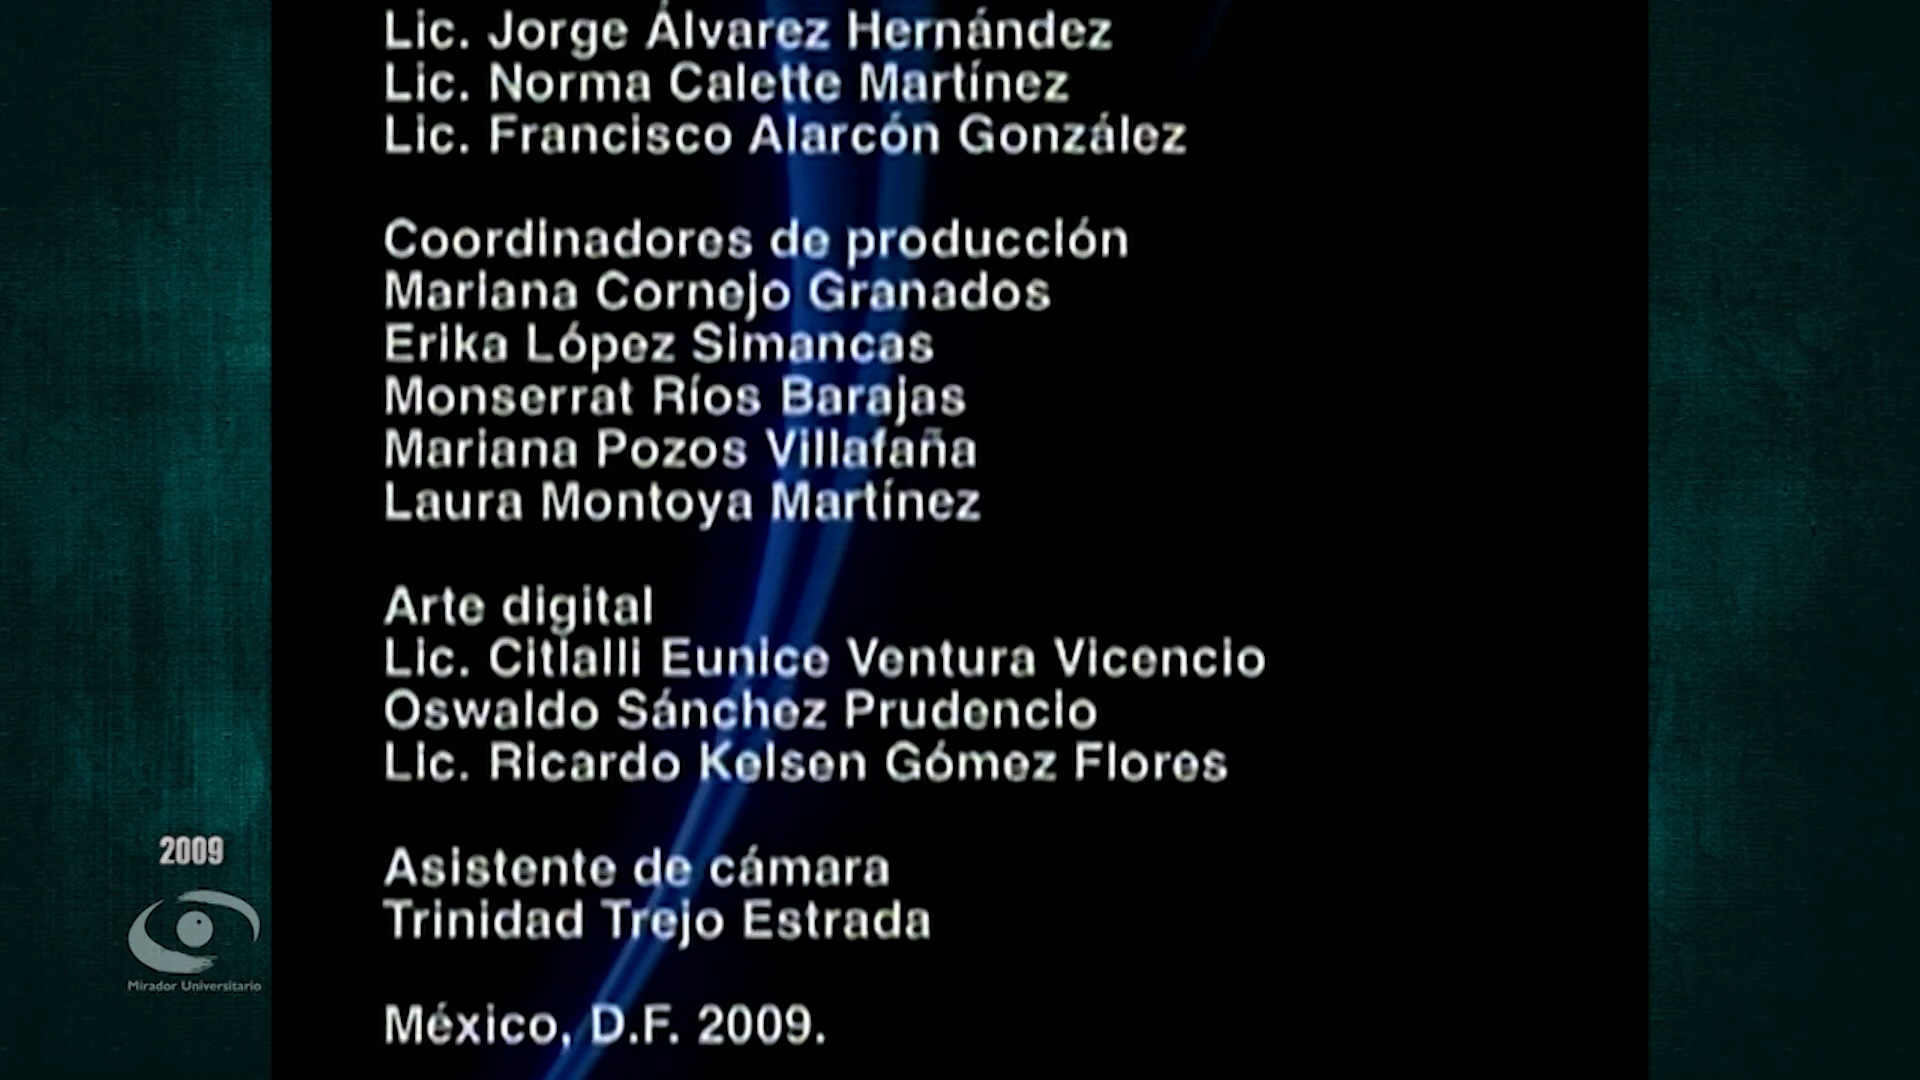 Lic. Jorge Álvarez Hernández
Lic. Norma Calette Martínez
Lic. Francisco Alarcón González
Coordinadores de producción
Mariana Cornejo Granados
Erika López Simancas
Monserrat Ríos Barajas
Mariana Pozos Villafaña
Laura Montoya Martínez
Arte digital
Lic. Citlalli Eunice Ventura Vicencio
Oswaldo Sánchez Prudencio
Lic. Ricardo Kelsen Gómez Flores
Asistente de cámara
Trinidad Trejo Estrada
México, D.F. 2009.
2009
Mirador Universitario